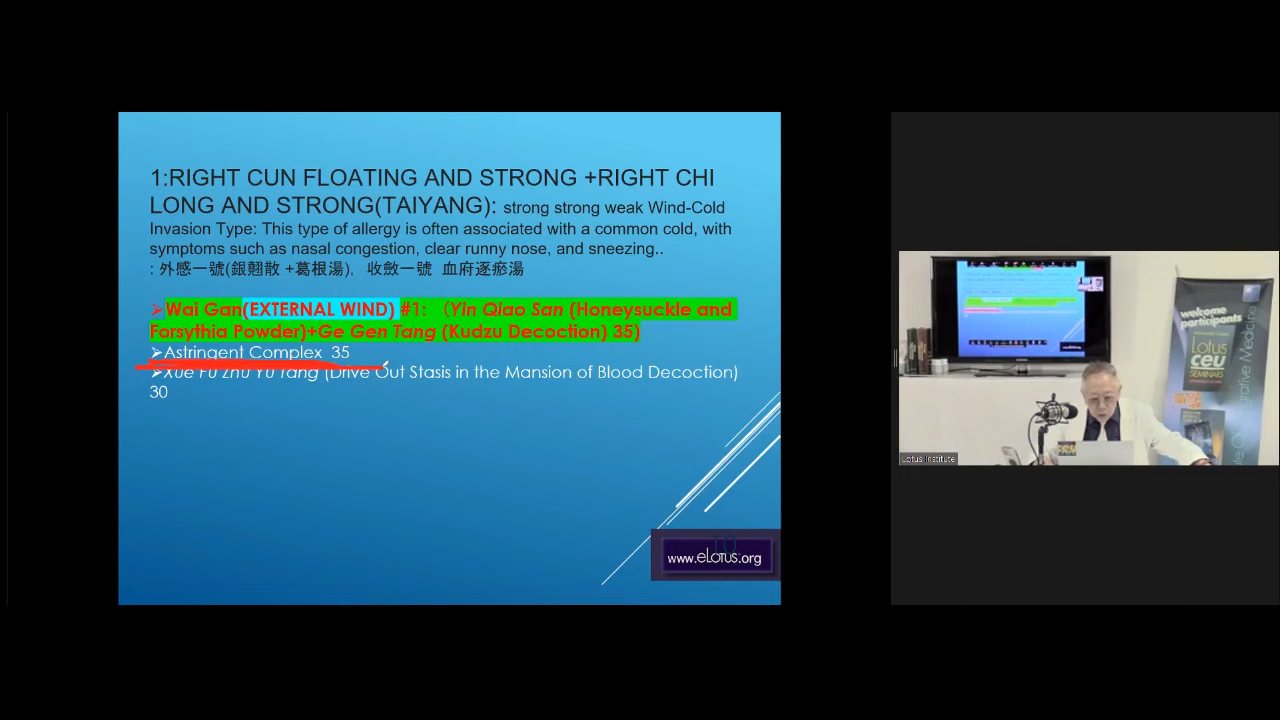 1:RIGHT CUN FLOATING AND STRONG +RIGHT CHI
LONG AND STRONG(TAIYANG): strong strong weak Wind-Cold
Invasion Type: This type of allergy is often associated with a common cold, with
symptoms such as nasal congestion, clear runny nose, and sneezing..
: 外感一號(銀翹散 +葛根湯), 收斂一號 血府逐瘀湯
➢Wai Gan(EXTERNAL WIND) #1: (Yin Qiao San (Honeysuckle and
Forsythia Powder)+Ge Gen Tang (Kudzu Decoction) 35)
➢Astringent Complex 35
➢Xue Fu Zhu Yu Tang (Drive Out Stasis in the Mansion of Blood Decoction)
30
10
www.eLotus.org
welcome
participants
Lotus
ceu
SEMINARS
Lotus Institute